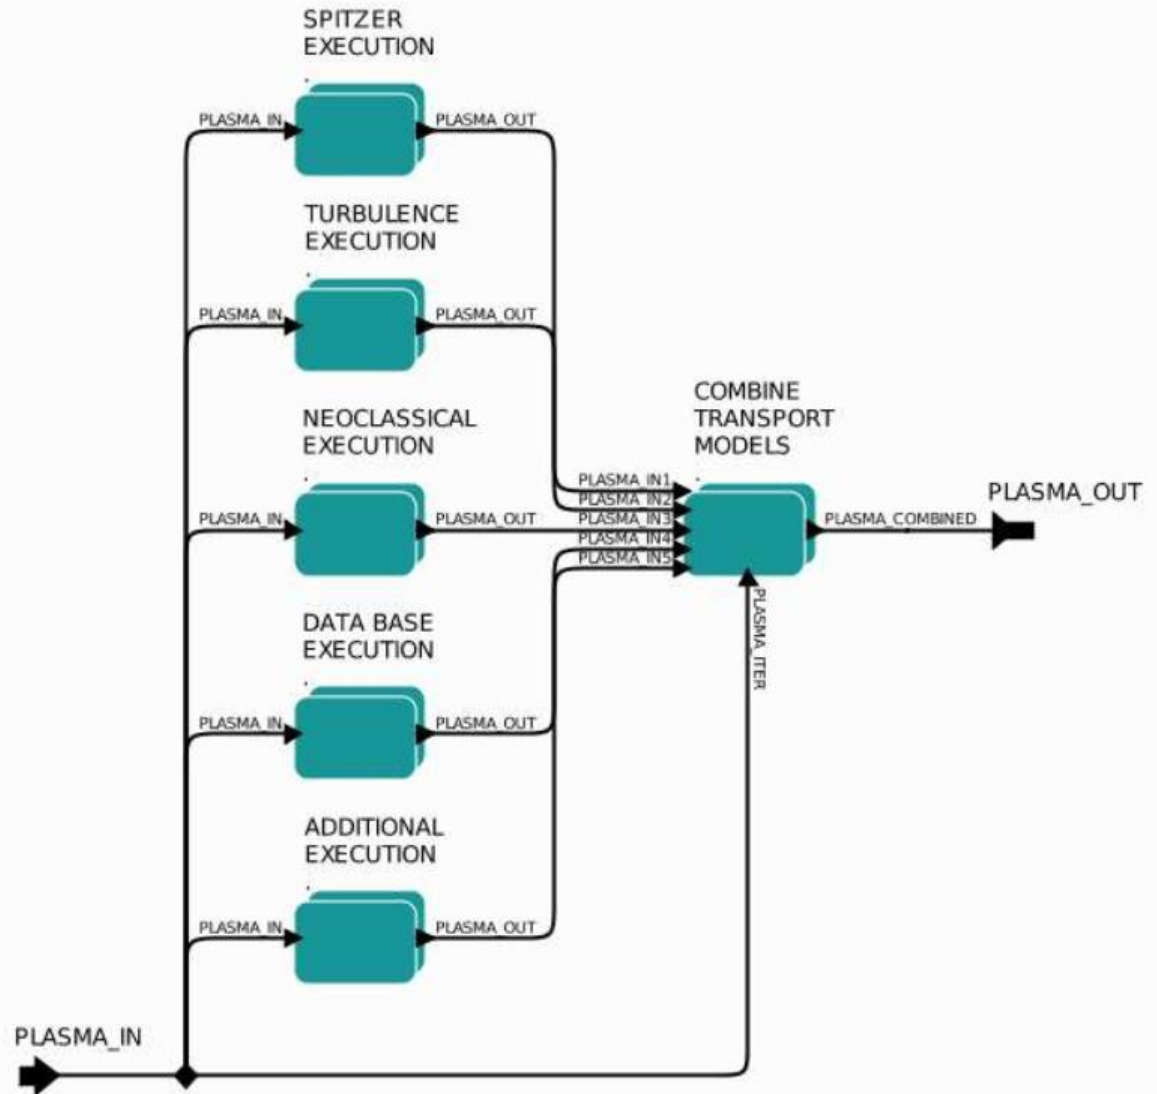 SPITZER
EXECUTION
PLASMA_IN
PLASMA_OUT
TURBULENCE
EXECUTION
PLASMA_IN
PLASMA_OUT
NEOCLASSICAL
EXECUTION
PLASMA_IN
PLASMA_OUT
COMBINE
TRANSPORT
MODELS
PLASMA_IN1
PLASMA_IN2
PLASMA_IN3
PLASMA_IN4
PLASMA_IN5
PLASMA_COMBINED
PLASMA_OUT
PLASMA_ITER
DATA BASE
EXECUTION
PLASMA_IN
PLASMA_OUT
ADDITIONAL
EXECUTION
PLASMA_IN
PLASMA_OUT
PLASMA_IN